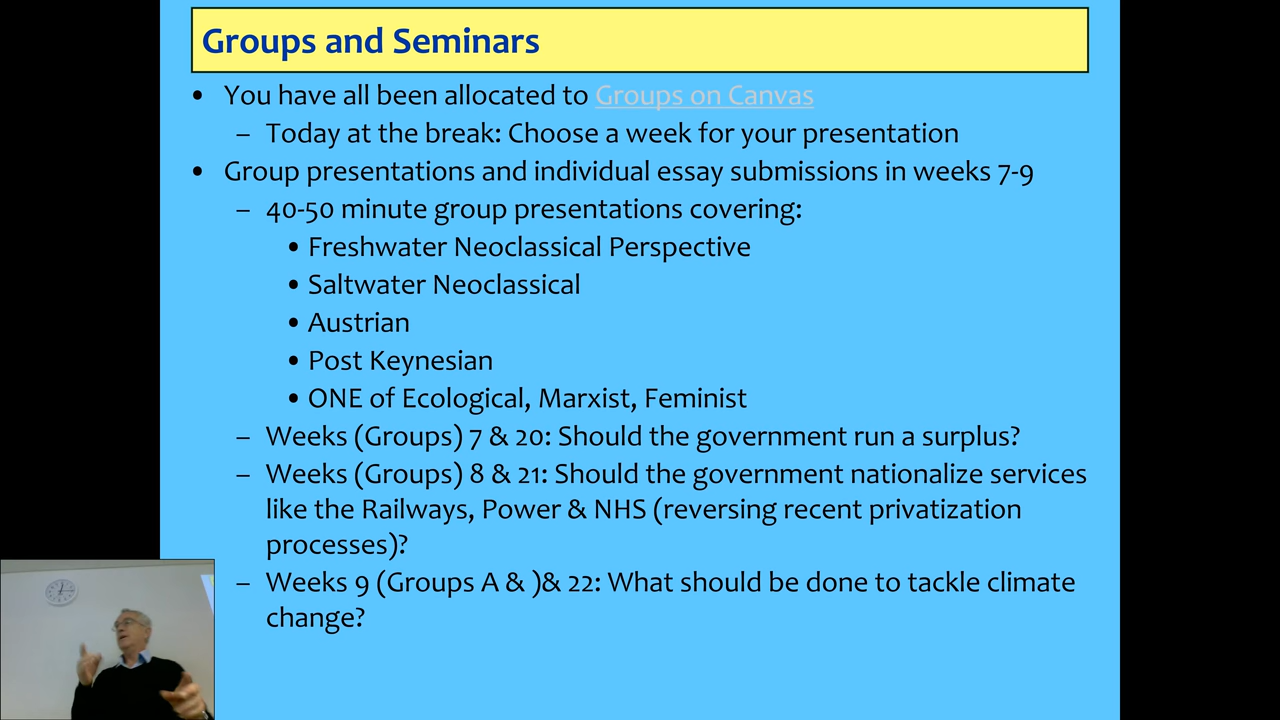 Groups and Seminars
• You have all been allocated to Groups on Canvas
– Today at the break: Choose a week for your presentation
• Group presentations and individual essay submissions in weeks 7-9
– 40-50 minute group presentations covering:
• Freshwater Neoclassical Perspective
• Saltwater Neoclassical
• Austrian
• Post Keynesian
• ONE of Ecological, Marxist, Feminist
– Weeks (Groups) 7 & 20: Should the government run a surplus?
– Weeks (Groups) 8 & 21: Should the government nationalize services
like the Railways, Power & NHS (reversing recent privatization
processes)?
– Weeks 9 (Groups A & )& 22: What should be done to tackle climate
change?